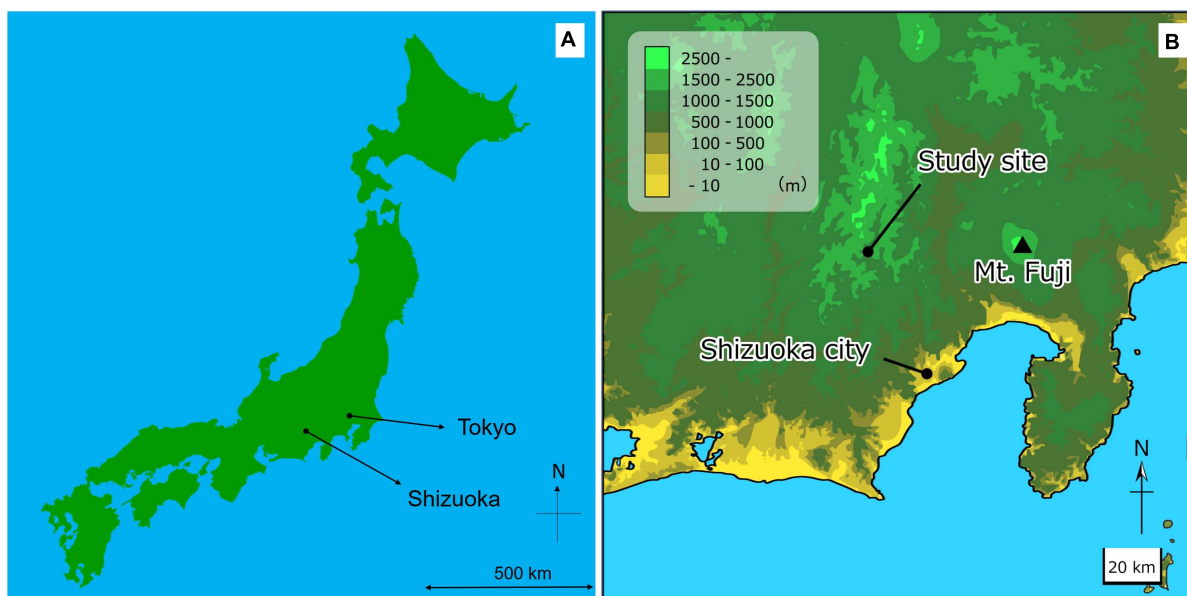 A
Tokyo
Shizuoka
N
500 km
B
2500 -
1500 - 2500
1000 - 1500
500 - 1000
100 - 500
10 - 100
- 10 (m)
Study site
Mt. Fuji
Shizuoka city
N
20 km